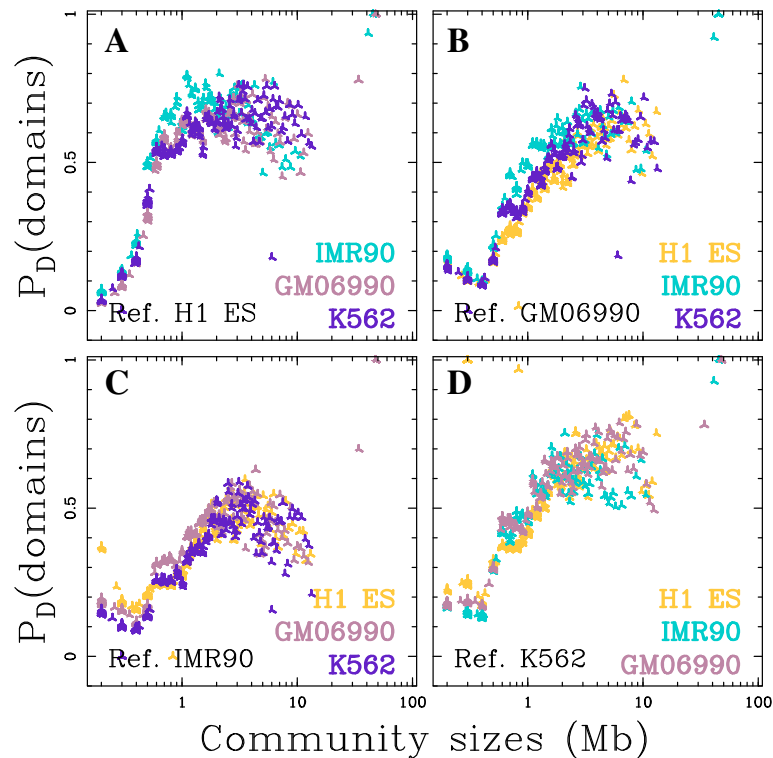 A
B
1
0.5
0
P_D(domains)
IMR90
GM06990
K562
Ref. H1 ES
H1 ES
IMR90
K562
Ref. GM06990
C
D
1
0.5
0
P_D(domains)
H1 ES
GM06990
K562
Ref. IMR90
H1 ES
IMR90
GM06990
Ref. K562
1 10 100 1 10 100
Community sizes (Mb)